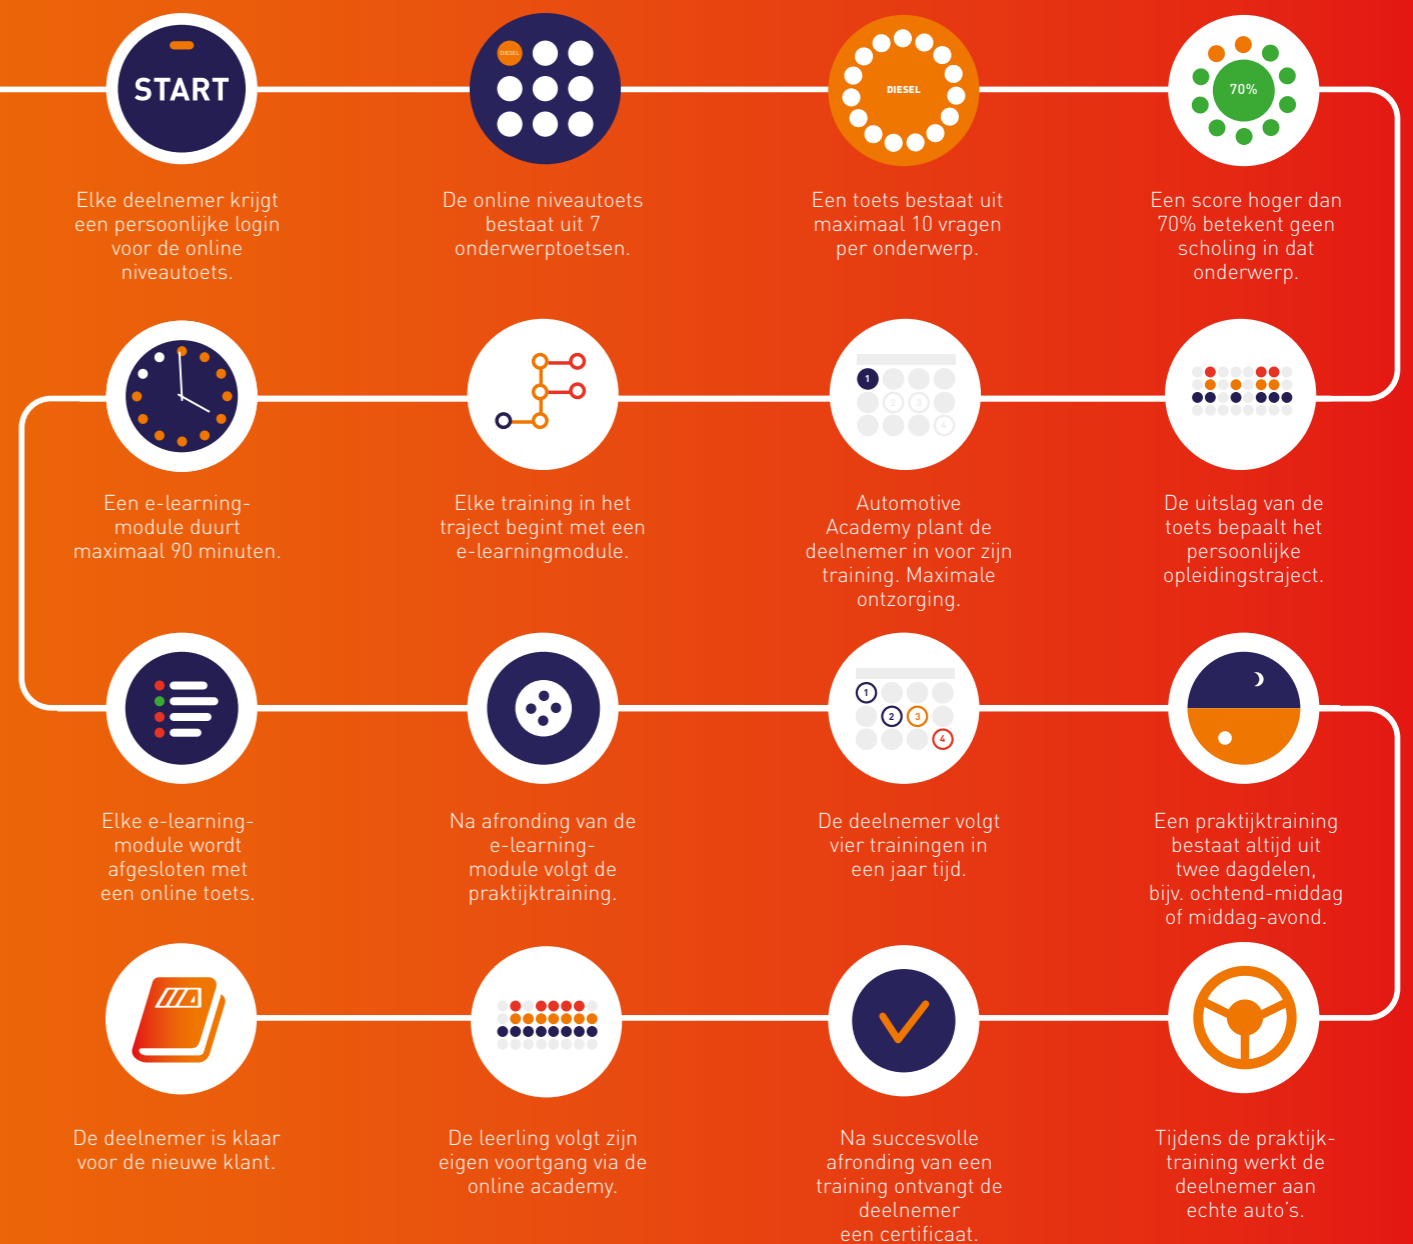 START
Elke deelnemer krijgt
een persoonlijke login
voor de online
niveautoets.
DIESEL
De online niveautoets
bestaat uit 7
onderwerptoetsen.
DIESEL
Een toets bestaat uit
maximaal 10 vragen
per onderwerp.
70%
Een score hoger dan
70% betekent geen
scholing in dat
onderwerp.
De uitslag van de
toets bepaalt het
persoonlijke
opleidingstraject.
1
2 3
4
Automotive
Academy plant de
deelnemer in voor zijn
training. Maximale
ontzorging.
Elke training in het
traject begint met een
e-learningmodule.
Een e-learning-
module duurt
maximaal 90 minuten.
Elke e-learning-
module wordt
afgesloten met
een online toets.
Na afronding van de
e-learning-
module volgt de
praktijktraining.
1
2 3
4
De deelnemer volgt
vier trainingen in
een jaar tijd.
Een praktijktraining
bestaat altijd uit
twee dagdelen,
bijv. ochtend-middag
of middag-avond.
Tijdens de praktijk-
training werkt de
deelnemer aan
echte auto's.
Na succesvolle
afronding van een
training ontvangt de
deelnemer
een certificaat.
De leerling volgt zijn
eigen voortgang via de
online academy.
De deelnemer is klaar
voor de nieuwe klant.